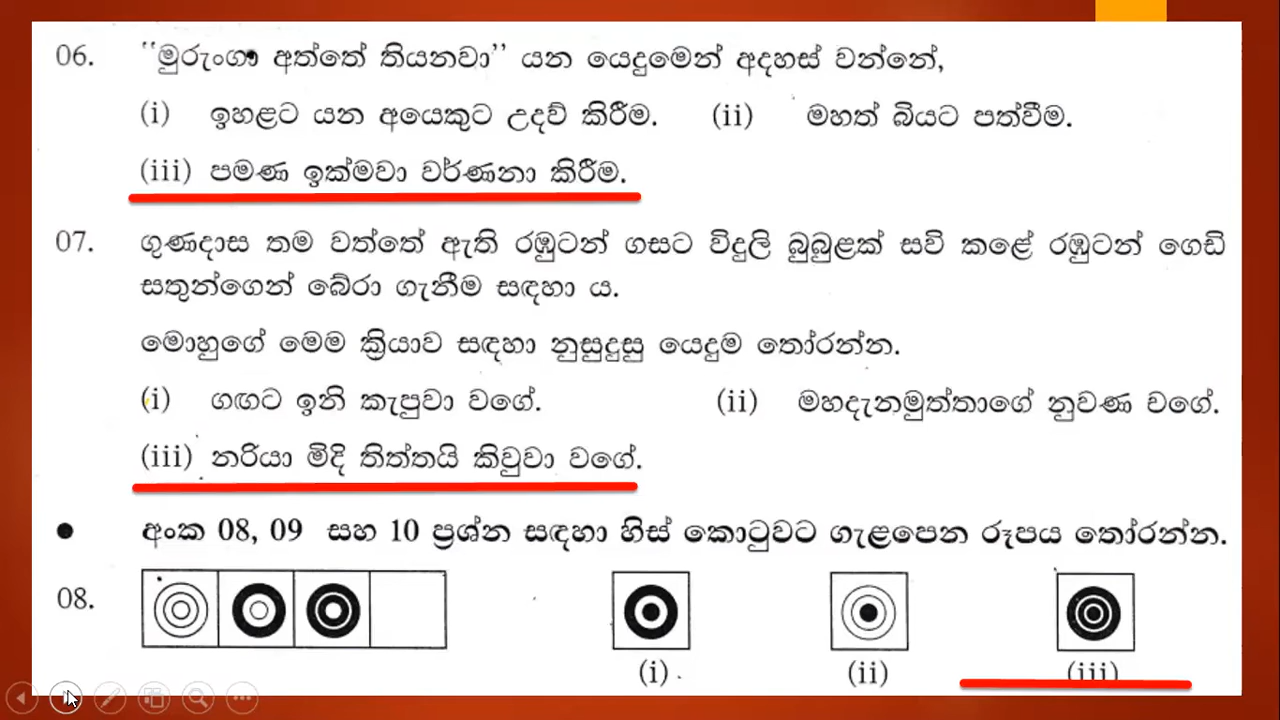 06. “මුරුංගා අත්තේ තියනවා” යන යෙදුමෙන් අදහස් වන්නේ,
(i) ඉහළට යන අයෙකුට උදව් කිරීම. (ii) මහත් බියට පත්වීම.
(iii) පමණ ඉක්මවා වර්ණනා කිරීම.
07. ගුණදාස තම වත්තේ ඇති රඹුටන් ගසට විදුලි බුබුළක් සවි කළේ රඹුටන් ගෙඩි
සතුන්ගෙන් බේරා ගැනීම සඳහා ය.
මොහුගේ මෙම ක්‍රියාව සඳහා නුසුදුසු යෙදුම තෝරන්න.
(i) ගඟට ඉනි කැපුවා වගේ. (ii) මහදැනමුත්තාගේ නුවණ වගේ.
(iii) නරියා මිදි තිත්තයි කිවුවා වගේ.
● අංක 08, 09 සහ 10 ප්‍රශ්න සඳහා හිස් කොටුවට ගැළපෙන රූපය තෝරන්න.
08.
(i) (ii) (iii)